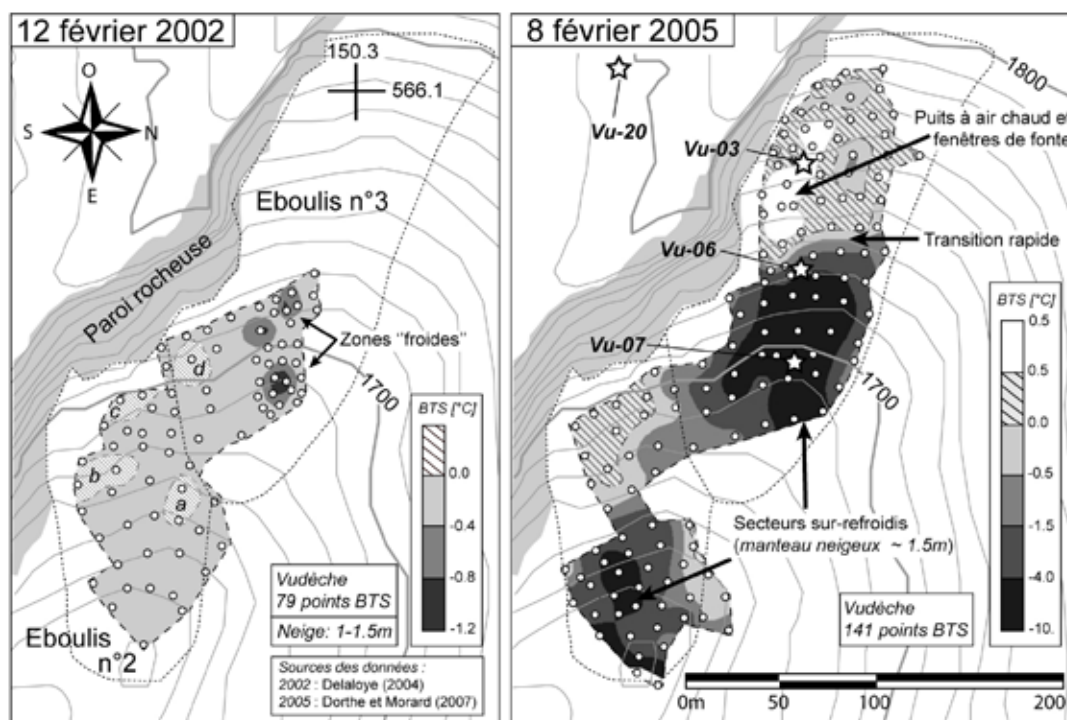 12 février 2002
O
S
N
E
150.3
566.1
Eboulis n°3
Paroi rocheuse
Zones "froides"
1700
d
c
b
a
BTS [°C]
0.0
-0.4
-0.8
-1.2
Vudèche
79 points BTS
Neige: 1-1.5m
Sources des données :
2002 : Delaloye (2004)
2005 : Dorthe et Morard (2007)
Eboulis
n°2
8 février 2005
1800
Vu-20
Puits à air chaud et
fenêtres de fonte
Vu-03
Transition rapide
Vu-06
Vu-07
1700
BTS [°C]
0.5
0.5
0.0
-0.5
-1.5
-4.0
-10.
Secteurs sur-refroidis
(manteau neigeux ~ 1.5m)
Vudèche
141 points BTS
0m
50
100
200